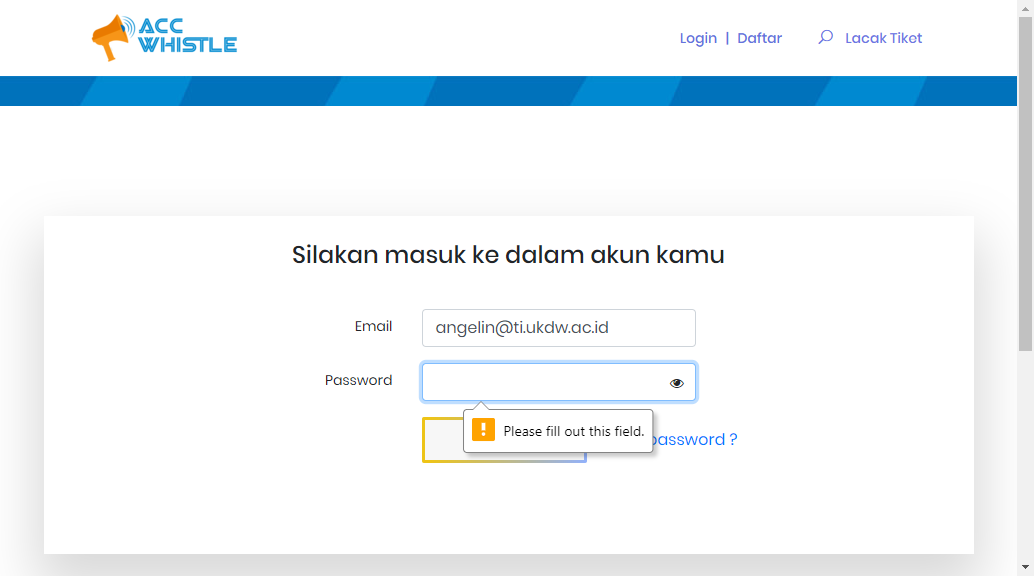 ACC
WHISTLE
Login | Daftar
Lacak Tiket
Silakan masuk ke dalam akun kamu
Email
angelin@ti.ukdw.ac.id
Password
Please fill out this field.
password ?